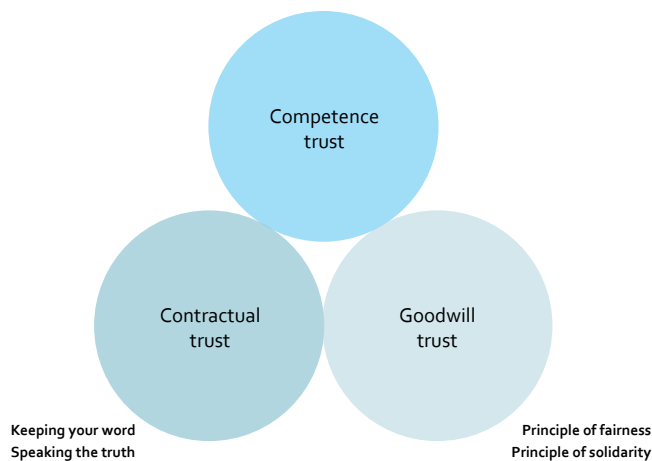 Competence
trust
Contractual
trust
Goodwill
trust
Keeping your word
Speaking the truth
Principle of fairness
Principle of solidarity